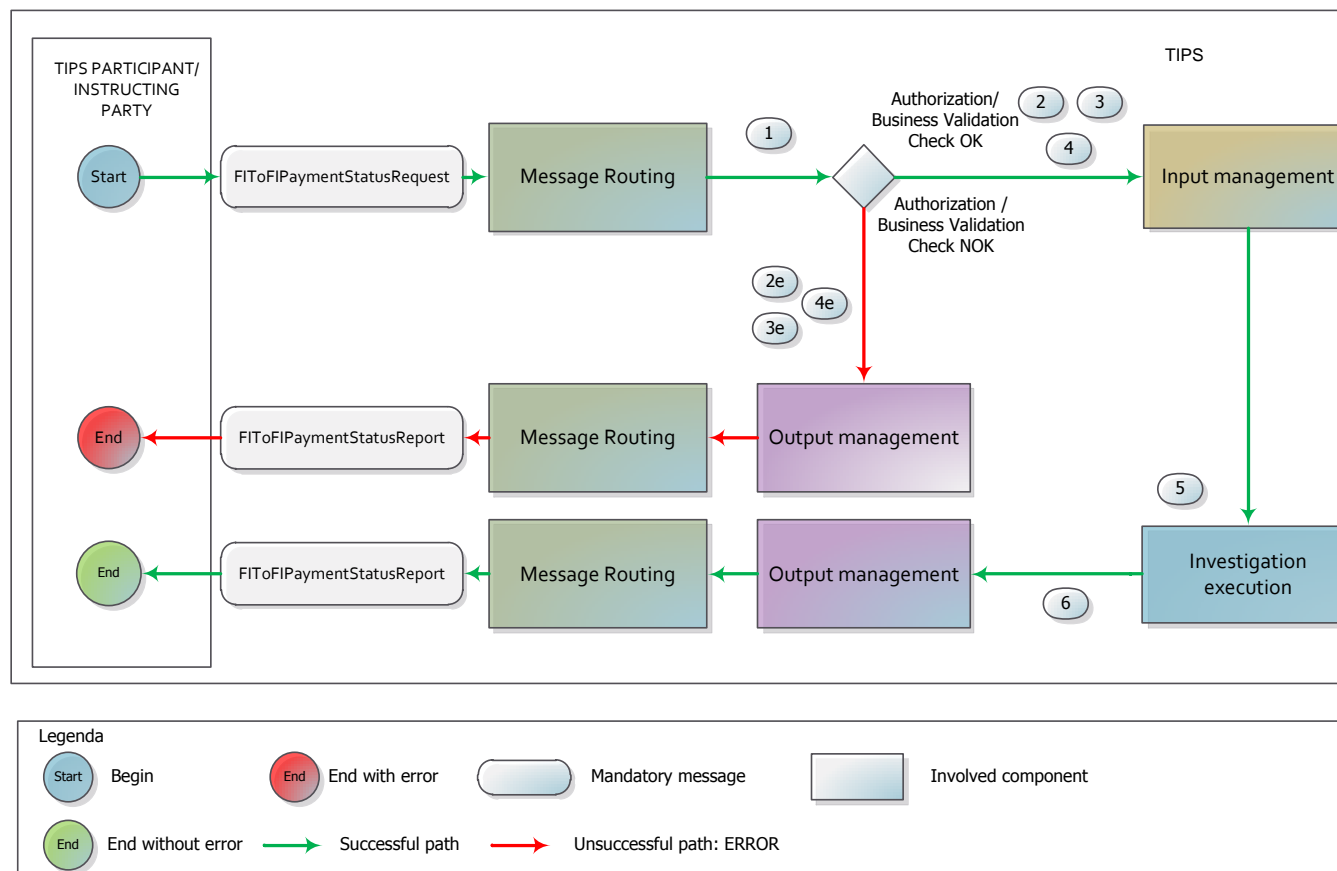 TIPS PARTICIPANT/
INSTRUCTING
PARTY
TIPS
Start
FIToFIPaymentStatusRequest
Message Routing
1
Authorization/
Business Validation
Check OK
2
3
4
Input management
Authorization /
Business Validation
Check NOK
2e
4e
3e
End
FIToFIPaymentStatusReport
Message Routing
Output management
5
End
FIToFIPaymentStatusReport
Message Routing
Output management
6
Investigation
execution
Legenda
Start
Begin
End
End with error
Mandatory message
Involved component
End
End without error
Successful path
Unsuccessful path: ERROR